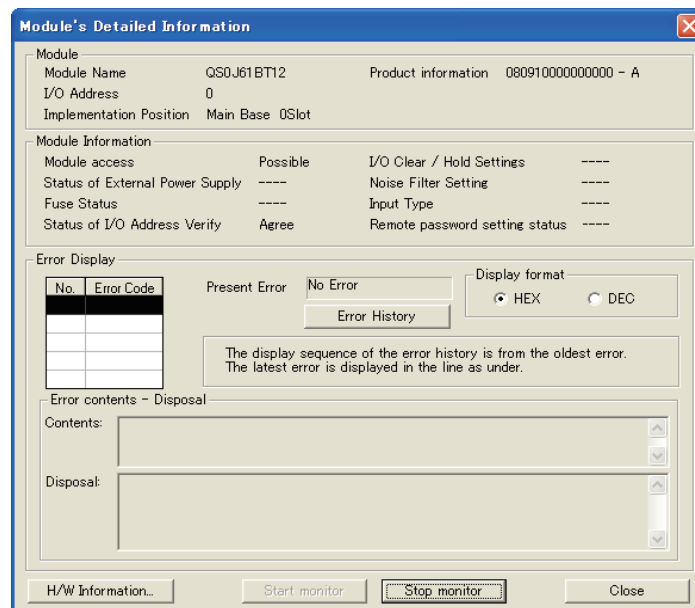 Module's Detailed Information
Module
Module Name QS0J61BT12 Product information 080910000000000 - A
I/O Address 0
Implementation Position Main Base 0Slot
Module Information
Module access Possible I/O Clear / Hold Settings ----
Status of External Power Supply ---- Noise Filter Setting ----
Fuse Status ---- Input Type ----
Status of I/O Address Verify Agree Remote password setting status ----
Error Display
No. Error Code
Present Error No Error
Display format
HEX DEC
Error History
The display sequence of the error history is from the oldest error.
The latest error is displayed in the line as under.
Error contents - Disposal
Contents:
Disposal:
H/W Information... Start monitor Stop monitor Close